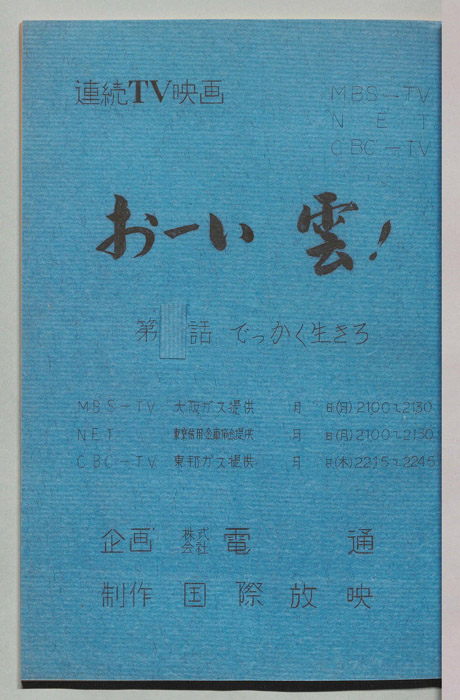 連続TV映画
MBS-TV
NET
CBC-TV
おーい 雲!
第 話 でっかく生きろ
MBS-TV 大阪ガス提供 月 日(月)2100~2130
NET 提供 月 日(月)2100~2130
CBC-TV 東邦ガス提供 月 日(木)2215~2245
企画 株式会社 電通
制作 国際放映